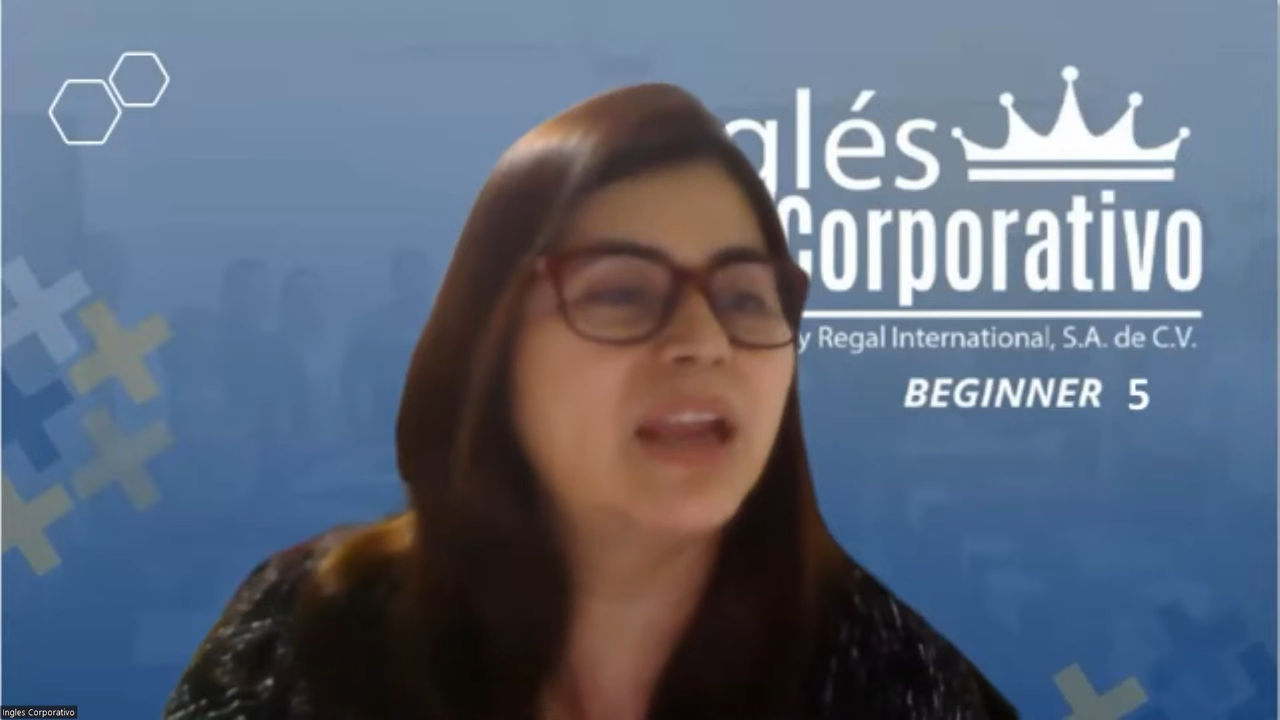 glés
Corporativo
y Regal International, S.A. de C.V.
BEGINNER 5
Ingles Corporativo